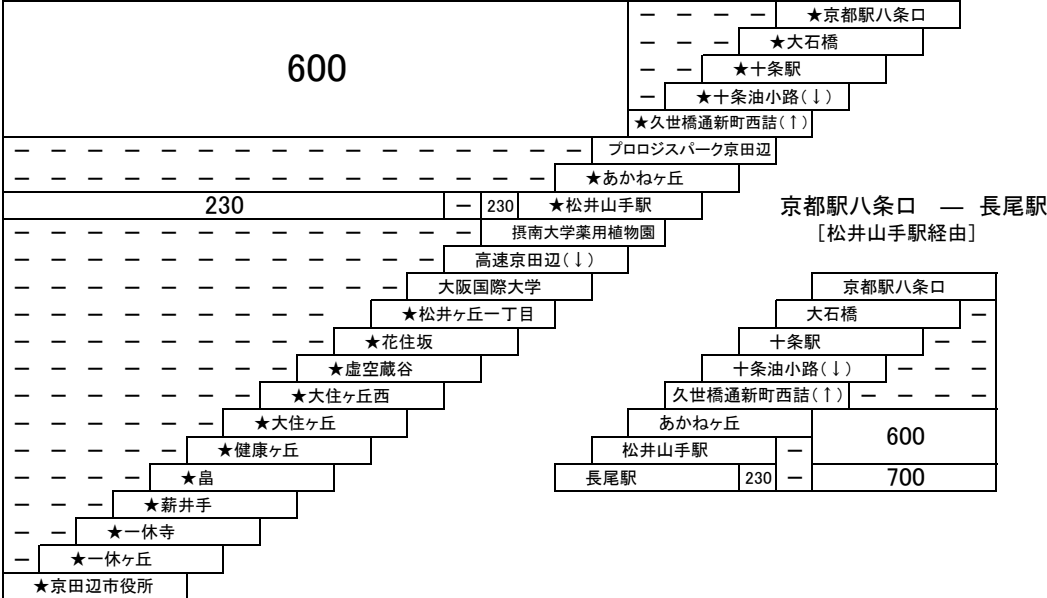 — — — — ★京都駅八条口
— — — ★大石橋
600 — — ★十条駅
— ★十条油小路(↓)
★久世橋通新町西詰(↑)
— — — — — — — — — — — — — — — — プロロジスパーク京田辺
— — — — — — — — — — — — — — — ★あかねヶ丘
230 — 230 ★松井山手駅
— — — — — — — — — — — — — 摂南大学薬用植物園
— — — — — — — — — — — — 高速京田辺(↓)
— — — — — — — — — — — 大阪国際大学
— — — — — — — — — ★松井ヶ丘一丁目
— — — — — — — — — ★花住坂
— — — — — — — — ★虚空蔵谷
— — — — — — — ★大住ヶ丘西
— — — — — — ★大住ヶ丘
— — — — — ★健康ヶ丘
— — — — ★畠
— — — ★薪井手
— — ★一休寺
— ★一休ヶ丘
★京田辺市役所
京都駅八条口 — 長尾駅
[松井山手駅経由]
京都駅八条口
大石橋 —
十条駅 — —
十条油小路(↓) — — —
久世橋通新町西詰(↑) — — — —
あかねヶ丘
600
松井山手駅 —
長尾駅 230 — 700